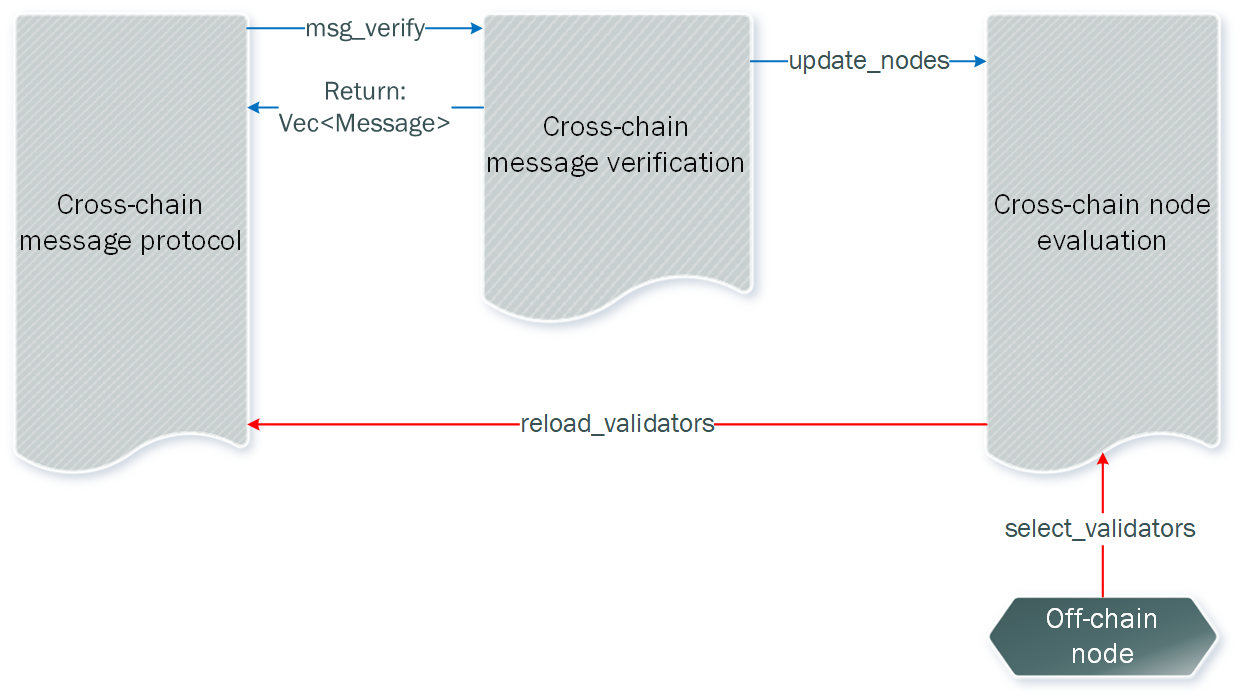 msg_verify
update_nodes
Return:
Vec<Message>
Cross-chain
message verification
Cross-chain
message protocol
Cross-chain node
evaluation
reload_validators
select_validators
Off-chain
node